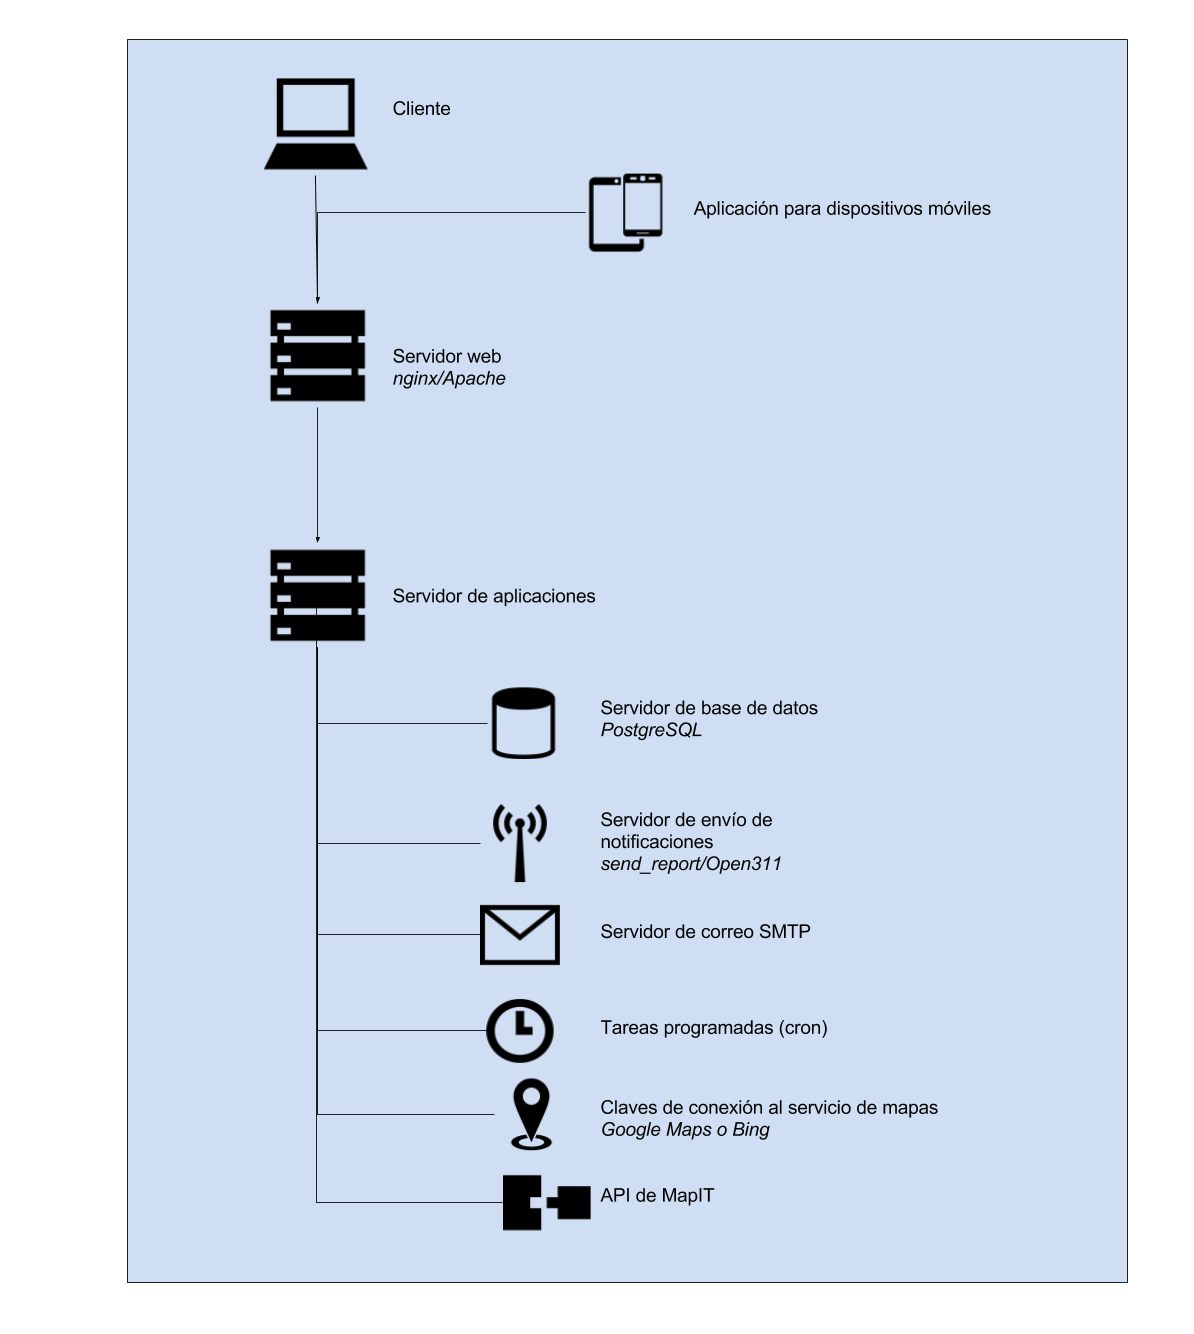 Cliente
Aplicación para dispositivos móviles
Servidor web
nginx/Apache
Servidor de aplicaciones
Servidor de base de datos
PostgreSQL
Servidor de envío de
notificaciones
send_report/Open311
Servidor de correo SMTP
Tareas programadas (cron)
Claves de conexión al servicio de mapas
Google Maps o Bing
API de MapIT